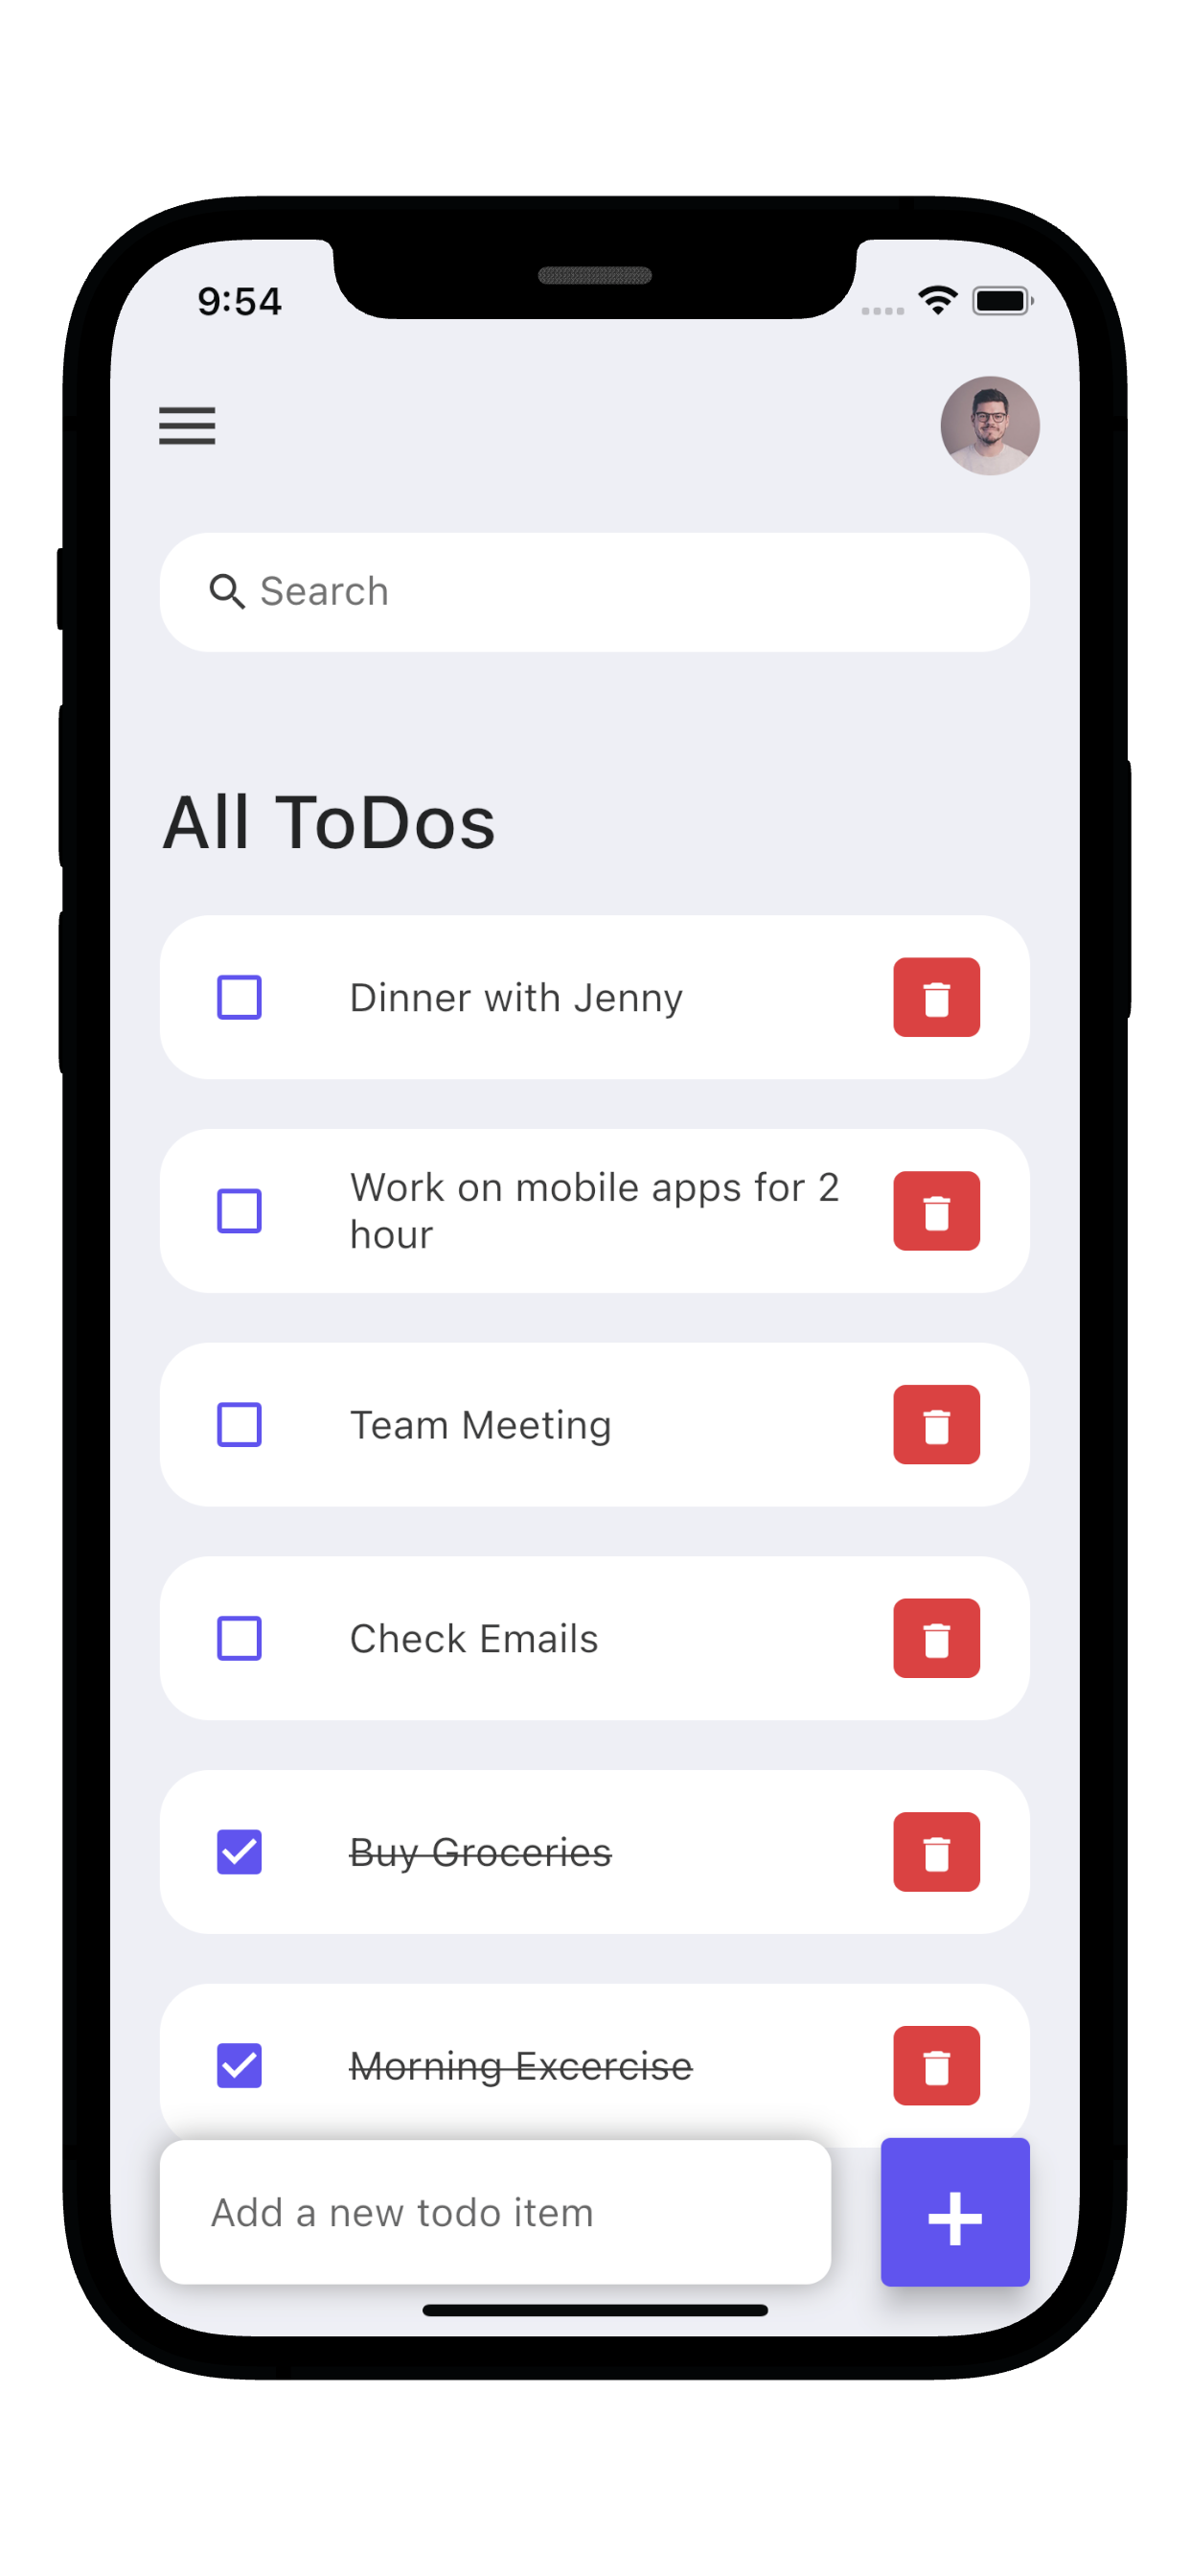 9:54
Search
All ToDos
Dinner with Jenny
Work on mobile apps for 2
hour
Team Meeting
Check Emails
Buy Groceries
Morning Excercise
Add a new todo item